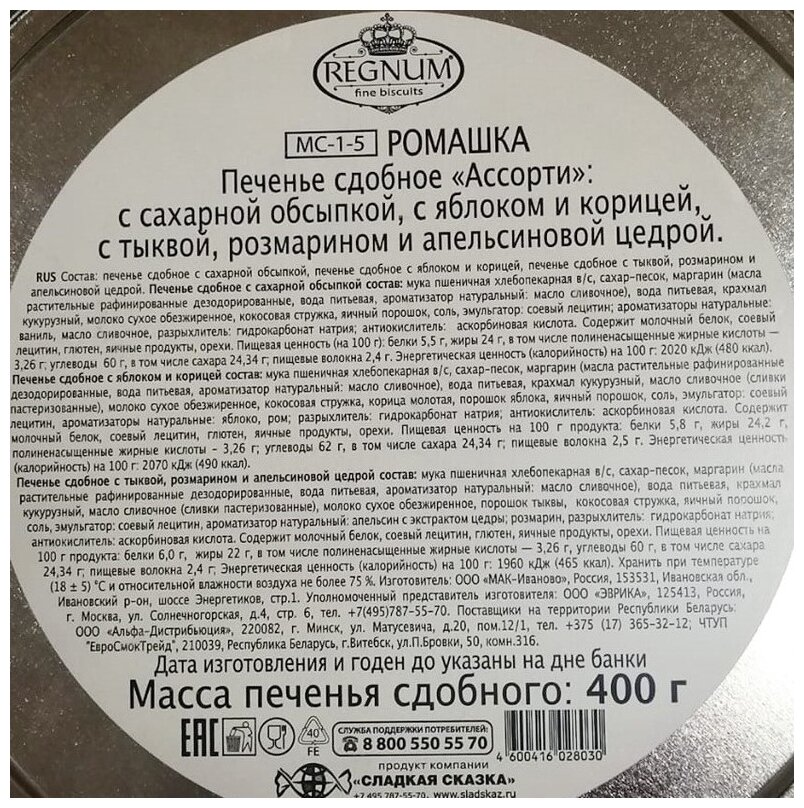 REGNUM
fine biscuits
МС-1-5 РОМАШКА
Печенье сдобное «Ассорти»:
с сахарной обсыпкой, с яблоком и корицей,
с тыквой, розмарином и апельсиновой цедрой.
RUS Состав: печенье сдобное с сахарной обсыпкой, печенье сдобное с яблоком и корицей, печенье сдобное с тыквой, розмарином и
апельсиновой цедрой. Печенье сдобное с сахарной обсыпкой состав: мука пшеничная хлебопекарная в/с, сахар-песок, маргарин (масла
растительные рафинированные дезодорированные, вода питьевая, ароматизатор натуральный: масло сливочное), вода питьевая, крахмал
кукурузный, молоко сухое обезжиренное, кокосовая стружка, яичный порошок, соль, эмульгатор: соевый лецитин; ароматизаторы натуральные:
ваниль, масло сливочное, разрыхлитель: гидрокарбонат натрия; антиокислитель: аскорбиновая кислота. Содержит молочный белок, соевый
лецитин, глютен, яичные продукты, орехи. Пищевая ценность (на 100 г): белки 5,5 г, жиры 24 г, в том числе полиненасыщенные жирные кислоты —
3,26 г; углеводы 60 г, в том числе сахара 24,34 г; пищевые волокна 2,4 г. Энергетическая ценность (калорийность) на 100 г: 2020 кДж (480 ккал).
Печенье сдобное с яблоком и корицей состав: мука пшеничная хлебопекарная в/с, сахар-песок, маргарин (масла растительные рафинированные
дезодорированные, вода питьевая, ароматизатор натуральный: масло сливочное), вода питьевая, крахмал кукурузный, масло сливочное (сливки
пастеризованные), молоко сухое обезжиренное, кокосовая стружка, корица молотая, порошок яблока, яичный порошок, соль, эмульгатор: соевый
лецитин, ароматизаторы натуральные: яблоко, ром; разрыхлитель: гидрокарбонат натрия; антиокислитель: аскорбиновая кислота. Содержит
молочный белок, соевый лецитин, глютен, яичные продукты, орехи. Пищевая ценность на 100 г продукта: белки 5,8 г, жиры 24,2 г,
полиненасыщенные жирные кислоты - 3,26 г; углеводы 62 г, в том числе сахара 24,34 г; пищевые волокна 2,5 г. Энергетическая ценность
(калорийность) на 100 г: 2070 кДж (490 ккал).
Печенье сдобное с тыквой, розмарином и апельсиновой цедрой состав: мука пшеничная хлебопекарная в/с, сахар-песок, маргарин (масла
растительные рафинированные дезодорированные, вода питьевая, ароматизатор натуральный: масло сливочное), вода питьевая, крахмал
кукурузный, масло сливочное (сливки пастеризованные), молоко сухое обезжиренное, порошок тыквы, кокосовая стружка, яичный порошок,
соль, эмульгатор: соевый лецитин, ароматизатор натуральный: апельсин с экстрактом цедры; розмарин, разрыхлитель: гидрокарбонат натрия;
антиокислитель: аскорбиновая кислота. Содержит молочный белок, соевый лецитин, глютен, яичные продукты, орехи. Пищевая ценность на
100 г продукта: белки 6,0 г, жиры 22 г, в том числе полиненасыщенные жирные кислоты — 3,26 г, углеводы 60 г, в том числе сахара
24,34 г; пищевые волокна 2,4 г; Энергетическая ценность (калорийность) на 100 г: 1960 кДж (465 ккал). Хранить при температуре
(18 ± 5) °С и относительной влажности воздуха не более 75 %. Изготовитель: ООО «МАК-Иваново», Россия, 153531, Ивановская обл.,
Ивановский р-он, шоссе Энергетиков, стр.1. Уполномоченный представитель изготовителя: ООО «ЭВРИКА», 125413, Россия,
г. Москва, ул. Солнечногорская, д.4, стр. 6, тел. +7(495)787-55-70. Поставщики на территории Республики Беларусь:
ООО «Альфа-Дистрибьюция», 220082, г. Минск, ул. Матусевича, д.20, пом.12/1, тел. +375 (17) 365-32-12; ЧТУП
"ЕвроСмокТрейд", 210039, Республика Беларусь, г.Витебск, ул.П.Бровки, 50, комн.316.
Дата изготовления и годен до указаны на дне банки
Масса печенья сдобного: 400 г
EAC
40
FE
СЛУЖБА ПОДДЕРЖКИ ПОТРЕБИТЕЛЕЙ:
8 800 550 55 70
4 600416 028030
продукт компании
«СЛАДКАЯ СКАЗКА»
+7 495 787-55-70, www.sladskaz.ru